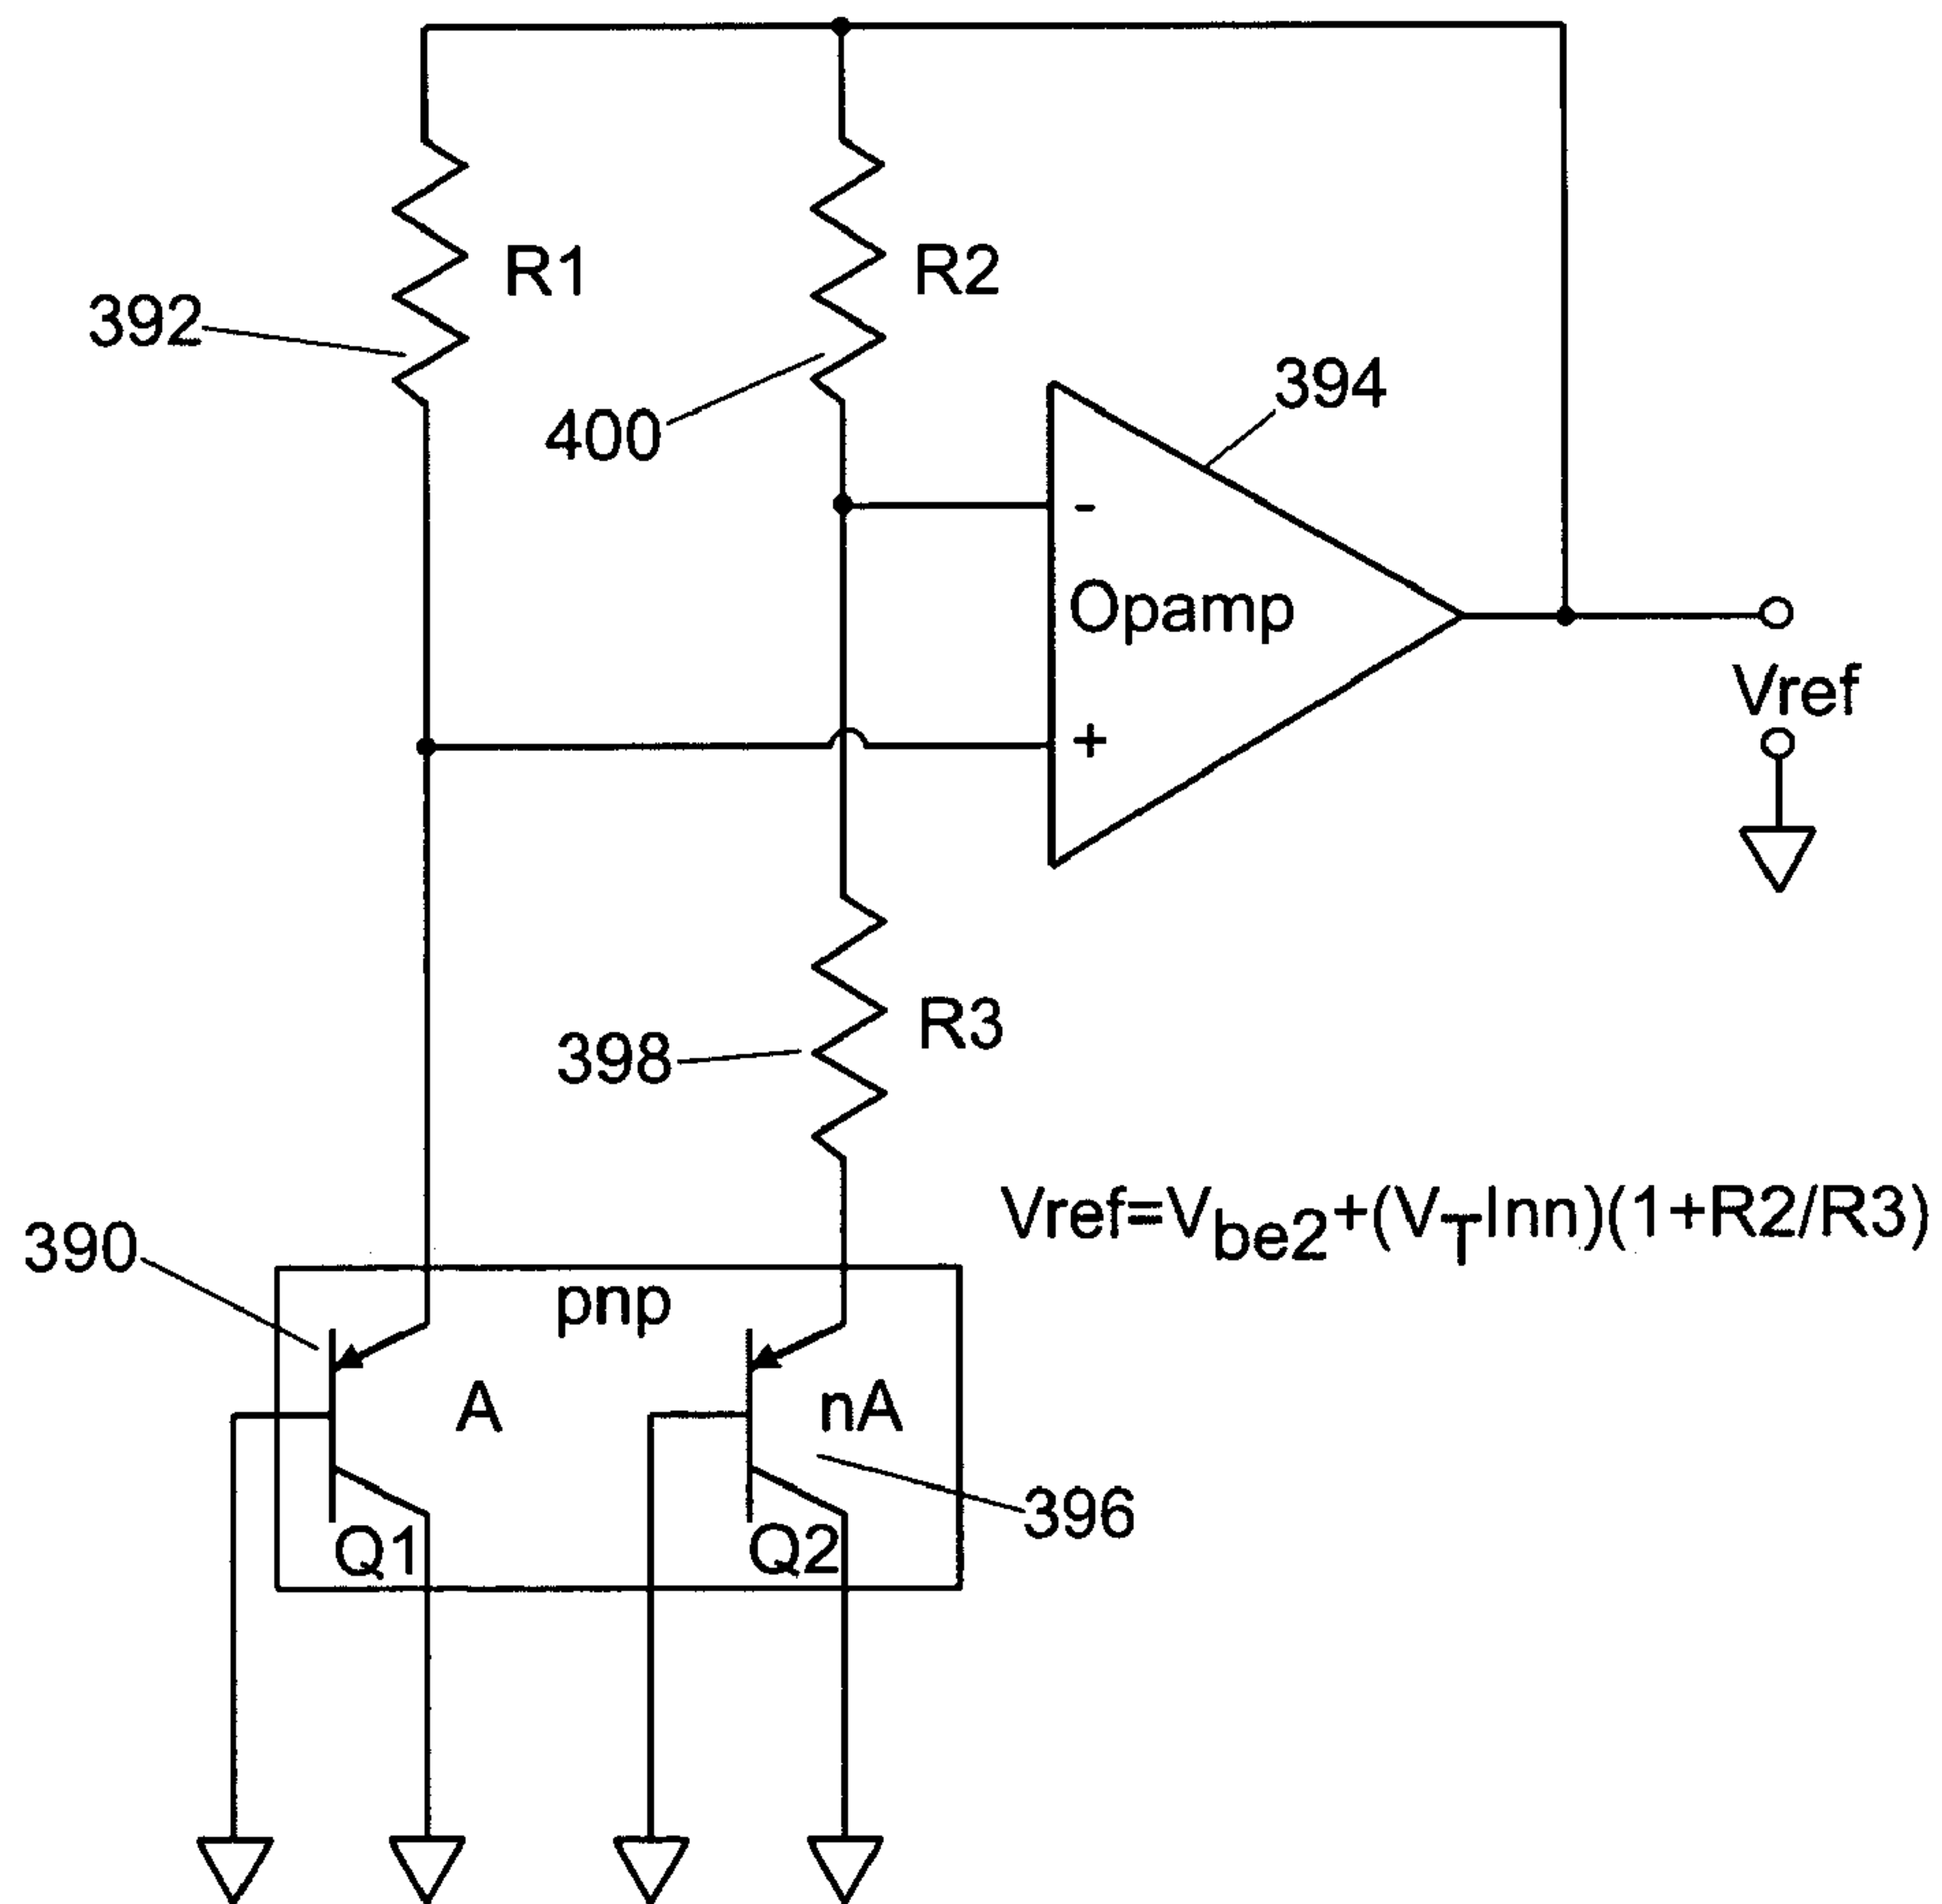 R1
R2
392
400
394
-
Opamp
+
Vref
R3
398
Vref=Vbe2+(VTlnn)(1+R2/R3)
390
pnp
A
nA
396
Q1
Q2